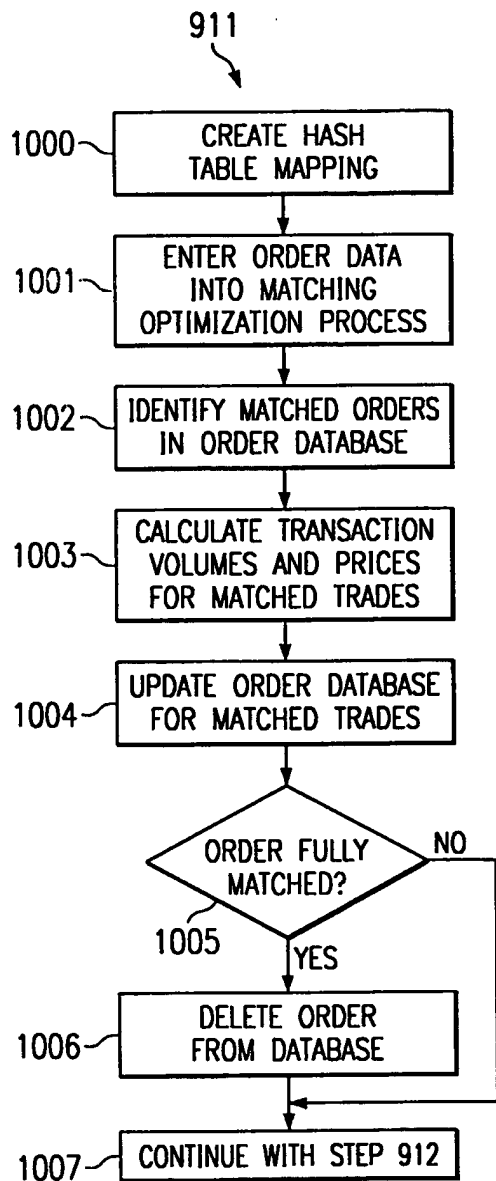 911
1000
CREATE HASH
TABLE MAPPING
1001
ENTER ORDER DATA
INTO MATCHING
OPTIMIZATION PROCESS
1002
IDENTIFY MATCHED ORDERS
IN ORDER DATABASE
1003
CALCULATE TRANSACTION
VOLUMES AND PRICES
FOR MATCHED TRADES
1004
UPDATE ORDER DATABASE
FOR MATCHED TRADES
ORDER FULLY
MATCHED?
NO
1005
YES
1006
DELETE ORDER
FROM DATABASE
1007
CONTINUE WITH STEP 912